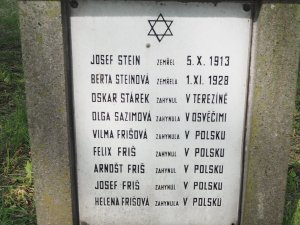 JOSEF STEIN ZEMŘEL 5. X. 1913
BERTA STEINOVÁ ZEMŘELA 1. XI. 1928
OSKAR STÁREK ZAHYNUL V TEREZÍNĚ
OLGA SAZIMOVÁ ZAHYNULA V OSVĚČIMI
VILMA FRIŠOVÁ ZAHYNULA V POLSKU
FELIX FRIŠ ZAHYNUL V POLSKU
ARNOŠT FRIŠ ZAHYNUL V POLSKU
JOSEF FRIŠ ZAHYNUL V POLSKU
HELENA FRIŠOVÁ ZAHYNULA V POLSKU